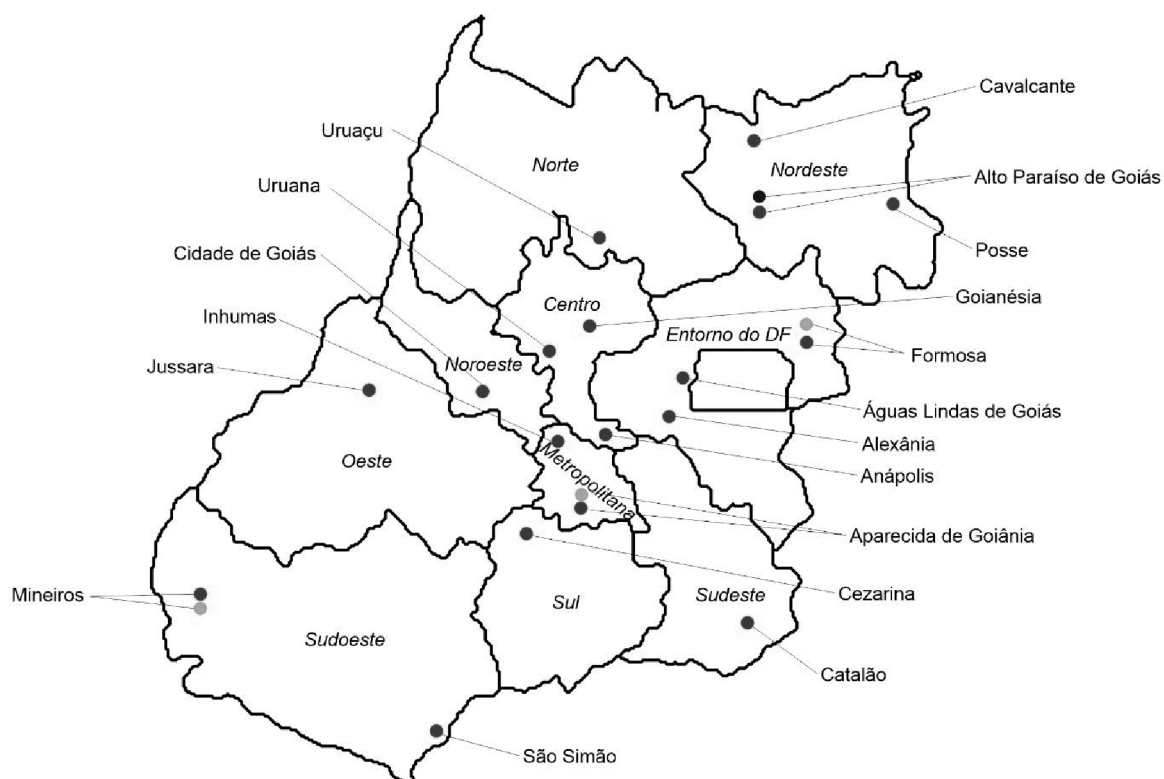 Cavalcante
Uruaçu
Norte
Nordeste
Alto Paraíso de Goiás
Uruana
Posse
Cidade de Goiás
Goianésia
Centro
Inhumas
Entorno do DF
Formosa
Noroeste
Jussara
Águas Lindas de Goiás
Alexânia
Oeste
Metropolitana
Anápolis
Aparecida de Goiânia
Mineiros
Cezarina
Sul
Sudeste
Sudoeste
Catalão
São Simão